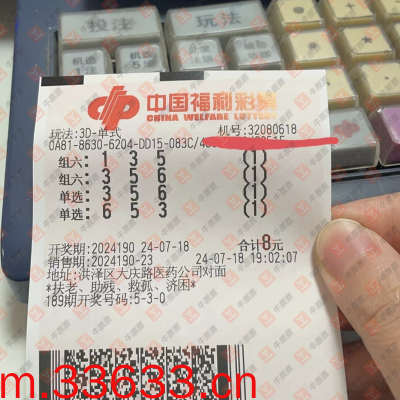 投注
玩法
机选
机选
中国福利彩票
CHINA WELFARE LOTTERY
玩法:3D-单式
机号:32080618
0A81-8630-6204-DD15-083C/
组六: 1 3 5 (1)
组六: 3 5 6 (1)
单选: 3 5 6 (1)
单选: 6 5 3 (1)
开奖期:2024190 24-07-18 合计8元
销售期:2024190-23 24-07-18 19:02:07
地址:洪泽区大庆路医药公司对面
*扶老、助残、救孤、济困*
189期开奖号码5-3-0
m.33633.cn